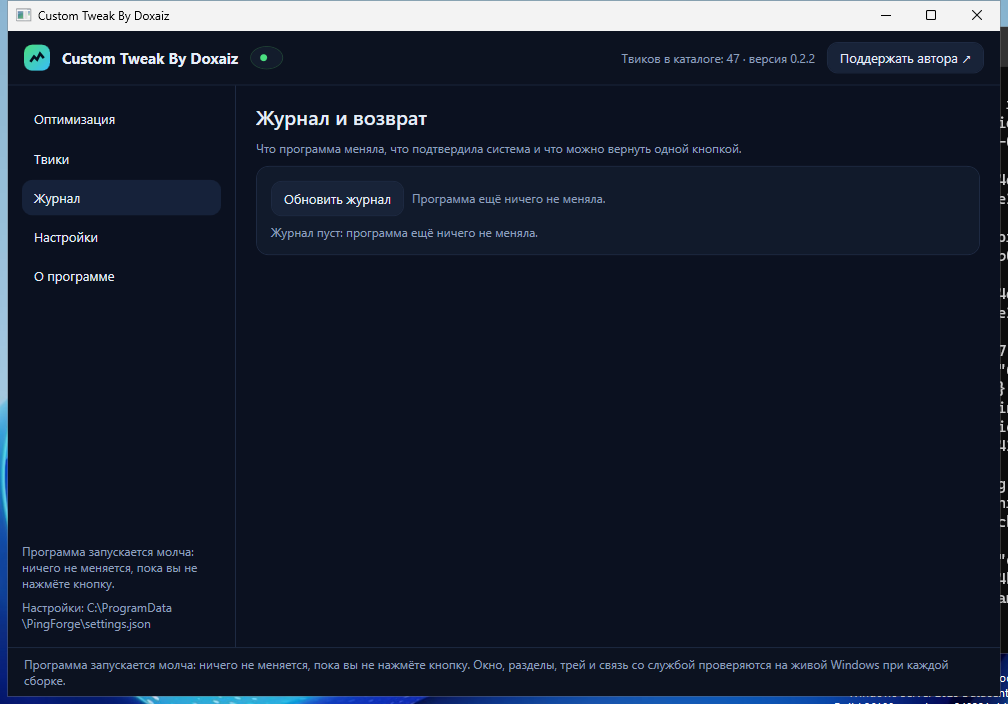 Custom Tweak By Doxaiz
Custom Tweak By Doxaiz
Твиков в каталоге: 47 · версия 0.2.2
Поддержать автора ↗
Оптимизация
Твики
Журнал
Настройки
О программе
Журнал и возврат
Что программа меняла, что подтвердила система и что можно вернуть одной кнопкой.
Обновить журнал
Программа ещё ничего не меняла.
Журнал пуст: программа ещё ничего не меняла.
Программа запускается молча:
ничего не меняется, пока вы не
нажмёте кнопку.
Настройки: C:\ProgramData
\PingForge\settings.json
Программа запускается молча: ничего не меняется, пока вы не нажмёте кнопку. Окно, разделы, трей и связь со службой проверяются на живой Windows при каждой
сборке.